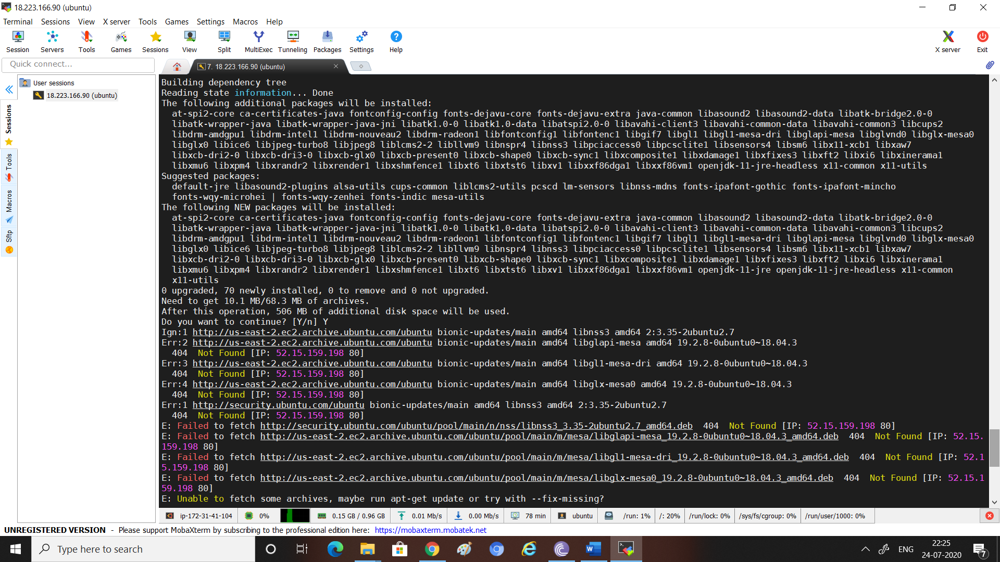 18.223.166.90 (ubuntu)
Terminal Sessions View X server Tools Games Settings Macros Help
Session Servers Tools Games Sessions View Split MultiExec Tunneling Packages Settings Help X server Exit
Quick connect...
7. 18.223.166.90 (ubuntu)
User sessions
18.223.166.90 (ubuntu)
Sessions
Tools
Macros
Sftp
Building dependency tree
Reading state information... Done
The following additional packages will be installed:
at-spi2-core ca-certificates-java fontconfig-config fonts-dejavu-core fonts-dejavu-extra java-common libasound2 libasound2-data libatk-bridge2.0-0
libatk-wrapper-java libatk-wrapper-java-jni libatk1.0-0 libatk1.0-data libatspi2.0-0 libavahi-client3 libavahi-common-data libavahi-common3 libcups2
libdrm-amdgpu1 libdrm-intel1 libdrm-nouveau2 libdrm-radeon1 libfontconfig1 libfontenc1 libgif7 libgl1 libgl1-mesa-dri libglapi-mesa libglvnd0 libglx-mesa0
libglx0 libice6 libjpeg-turbo8 libjpeg8 liblcms2-2 libllvm9 libnspr4 libnss3 libpciaccess0 libpcsclite1 libsensors4 libsm6 libx11-xcb1 libxaw7
libxcb-dri2-0 libxcb-dri3-0 libxcb-glx0 libxcb-present0 libxcb-shape0 libxcb-sync1 libxcomposite1 libxdamage1 libxfixes3 libxft2 libxi6 libxinerama1
libxmu6 libxpm4 libxrandr2 libxrender1 libxshmfence1 libxt6 libxtst6 libxv1 libxxf86dga1 libxxf86vm1 openjdk-11-jre-headless x11-common x11-utils
Suggested packages:
default-jre libasound2-plugins alsa-utils cups-common liblcms2-utils pcscd lm-sensors libnss-mdns fonts-ipafont-gothic fonts-ipafont-mincho
fonts-wqy-microhei | fonts-wqy-zenhei fonts-indic mesa-utils
The following NEW packages will be installed:
at-spi2-core ca-certificates-java fontconfig-config fonts-dejavu-core fonts-dejavu-extra java-common libasound2 libasound2-data libatk-bridge2.0-0
libatk-wrapper-java libatk-wrapper-java-jni libatk1.0-0 libatk1.0-data libatspi2.0-0 libavahi-client3 libavahi-common-data libavahi-common3 libcups2
libdrm-amdgpu1 libdrm-intel1 libdrm-nouveau2 libdrm-radeon1 libfontconfig1 libfontenc1 libgif7 libgl1 libgl1-mesa-dri libglapi-mesa libglvnd0 libglx-mesa0
libglx0 libice6 libjpeg-turbo8 libjpeg8 liblcms2-2 libllvm9 libnspr4 libnss3 libpciaccess0 libpcsclite1 libsensors4 libsm6 libx11-xcb1 libxaw7
libxcb-dri2-0 libxcb-dri3-0 libxcb-glx0 libxcb-present0 libxcb-shape0 libxcb-sync1 libxcomposite1 libxdamage1 libxfixes3 libxft2 libxi6 libxinerama1
libxmu6 libxpm4 libxrandr2 libxrender1 libxshmfence1 libxt6 libxtst6 libxv1 libxxf86dga1 libxxf86vm1 openjdk-11-jre openjdk-11-jre-headless x11-common
x11-utils
0 upgraded, 70 newly installed, 0 to remove and 0 not upgraded.
Need to get 10.1 MB/68.3 MB of archives.
After this operation, 506 MB of additional disk space will be used.
Do you want to continue? [Y/n] Y
Ign:1 http://us-east-2.ec2.archive.ubuntu.com/ubuntu bionic-updates/main amd64 libnss3 amd64 2:3.35-2ubuntu2.7
Err:2 http://us-east-2.ec2.archive.ubuntu.com/ubuntu bionic-updates/main amd64 libglapi-mesa amd64 19.2.8-0ubuntu0~18.04.3
404 Not Found [IP: 52.15.159.198 80]
Err:3 http://us-east-2.ec2.archive.ubuntu.com/ubuntu bionic-updates/main amd64 libgl1-mesa-dri amd64 19.2.8-0ubuntu0~18.04.3
404 Not Found [IP: 52.15.159.198 80]
Err:4 http://us-east-2.ec2.archive.ubuntu.com/ubuntu bionic-updates/main amd64 libglx-mesa0 amd64 19.2.8-0ubuntu0~18.04.3
404 Not Found [IP: 52.15.159.198 80]
Err:1 http://security.ubuntu.com/ubuntu bionic-updates/main amd64 libnss3 amd64 2:3.35-2ubuntu2.7
404 Not Found [IP: 52.15.159.198 80]
E: Failed to fetch http://security.ubuntu.com/ubuntu/pool/main/n/nss/libnss3_3.35-2ubuntu2.7_amd64.deb 404 Not Found [IP: 52.15.159.198 80]
E: Failed to fetch http://us-east-2.ec2.archive.ubuntu.com/ubuntu/pool/main/m/mesa/libglapi-mesa_19.2.8-0ubuntu0~18.04.3_amd64.deb 404 Not Found [IP: 52.15.
159.198 80]
E: Failed to fetch http://us-east-2.ec2.archive.ubuntu.com/ubuntu/pool/main/m/mesa/libgl1-mesa-dri_19.2.8-0ubuntu0~18.04.3_amd64.deb 404 Not Found [IP: 52.1
5.159.198 80]
E: Failed to fetch http://us-east-2.ec2.archive.ubuntu.com/ubuntu/pool/main/m/mesa/libglx-mesa0_19.2.8-0ubuntu0~18.04.3_amd64.deb 404 Not Found [IP: 52.15.1
59.198 80]
E: Unable to fetch some archives, maybe run apt-get update or try with --fix-missing?
ip-172-31-41-104 0% 0.15 GB / 0.96 GB 0.01 Mb/s 0.00 Mb/s 78 min ubuntu /run: 1% /: 20% /run/lock: 0% /sys/fs/cgroup: 0% /run/user/1000: 0%
UNREGISTERED VERSION - Please support MobaXterm by subscribing to the professional edition here: https://mobaxterm.mobatek.net
Type here to search
ENG
22:25
24-07-2020
7